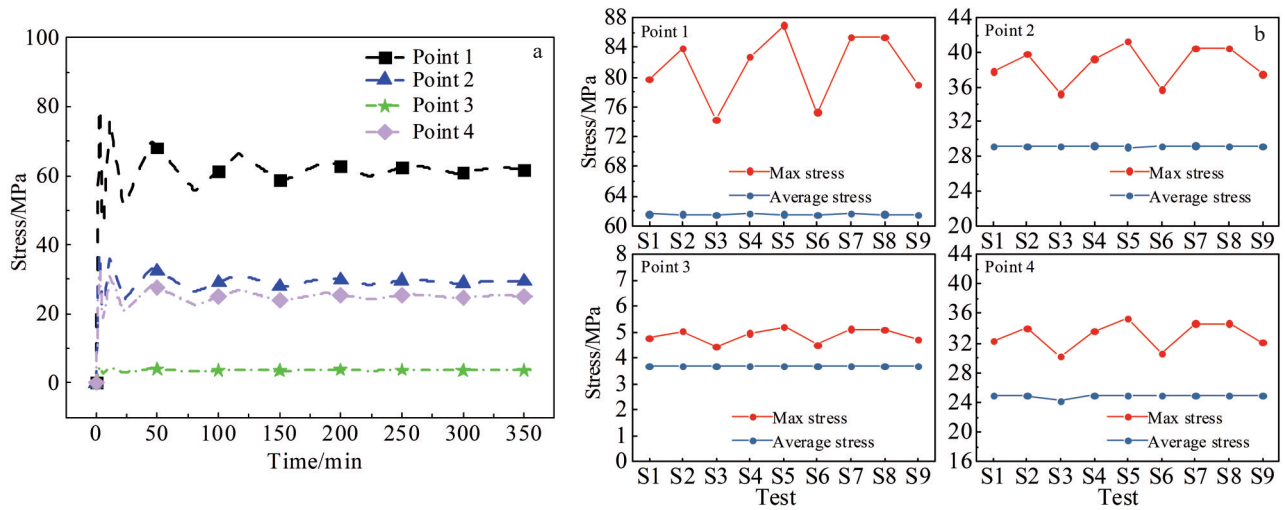 a
Point 1
Point 2
Point 3
Point 4
Stress/MPa
100
80
60
40
20
0
0 50 100 150 200 250 300 350
Time/min
b
Point 1
Stress/MPa
88
84
80
76
72
68
64
60
Max stress
Average stress
S1 S2 S3 S4 S5 S6 S7 S8 S9
Point 2
44
40
36
32
28
24
20
Max stress
Average stress
S1 S2 S3 S4 S5 S6 S7 S8 S9
Point 3
Stress/MPa
8
7
6
5
4
3
2
1
0
Max stress
Average stress
S1 S2 S3 S4 S5 S6 S7 S8 S9
Test
Point 4
40
36
32
28
24
20
16
Max stress
Average stress
S1 S2 S3 S4 S5 S6 S7 S8 S9
Test